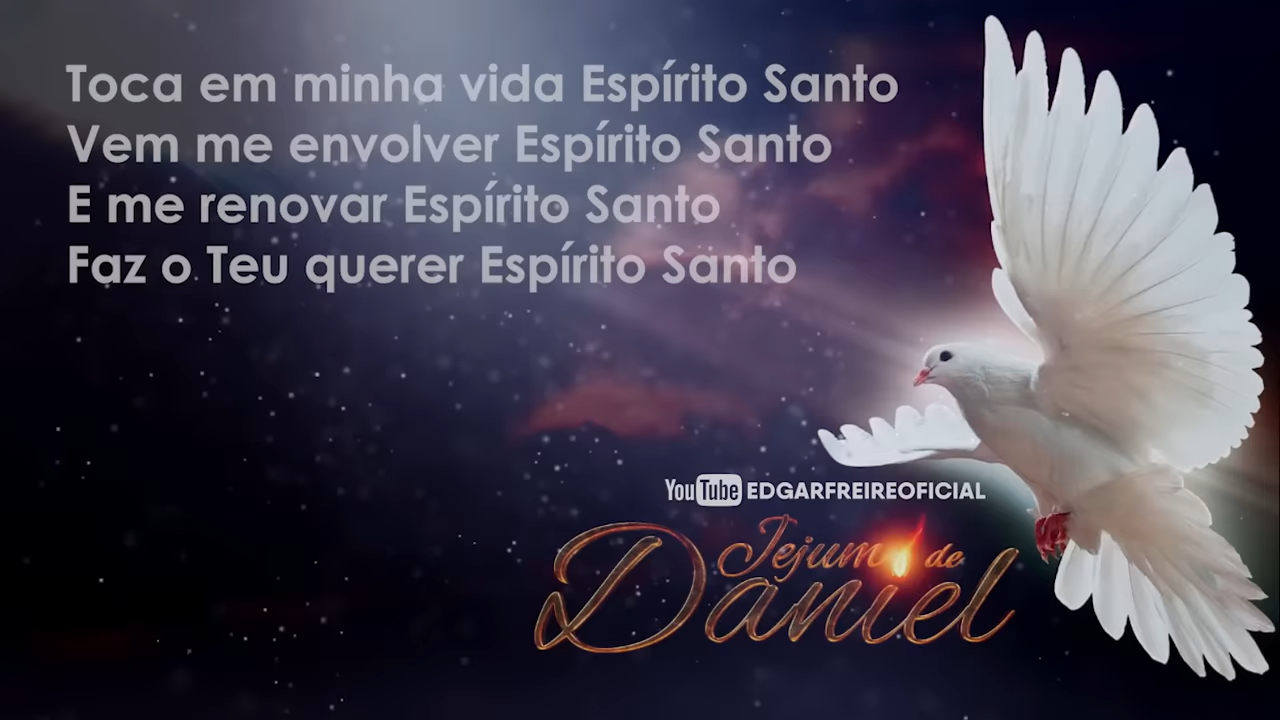 Toca em minha vida Espírito Santo
Vem me envolver Espírito Santo
E me renovar Espírito Santo
Faz o Teu querer Espírito Santo
YouTube EDGARFREIREOFICIAL
Jejum de
Daniel